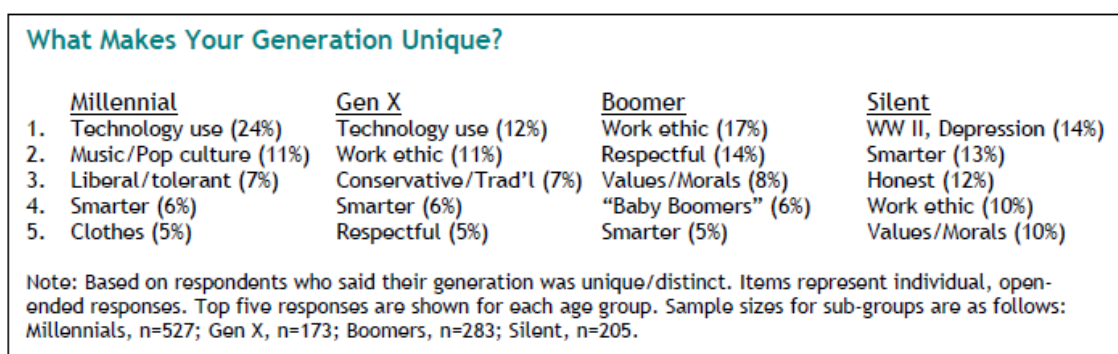 What Makes Your Generation Unique?
Millennial Gen X Boomer Silent
1. Technology use (24%) Technology use (12%) Work ethic (17%) WW II, Depression (14%)
2. Music/Pop culture (11%) Work ethic (11%) Respectful (14%) Smarter (13%)
3. Liberal/tolerant (7%) Conservative/Trad’l (7%) Values/Morals (8%) Honest (12%)
4. Smarter (6%) Smarter (6%) “Baby Boomers” (6%) Work ethic (10%)
5. Clothes (5%) Respectful (5%) Smarter (5%) Values/Morals (10%)
Note: Based on respondents who said their generation was unique/distinct. Items represent individual, open-
ended responses. Top five responses are shown for each age group. Sample sizes for sub-groups are as follows:
Millennials, n=527; Gen X, n=173; Boomers, n=283; Silent, n=205.